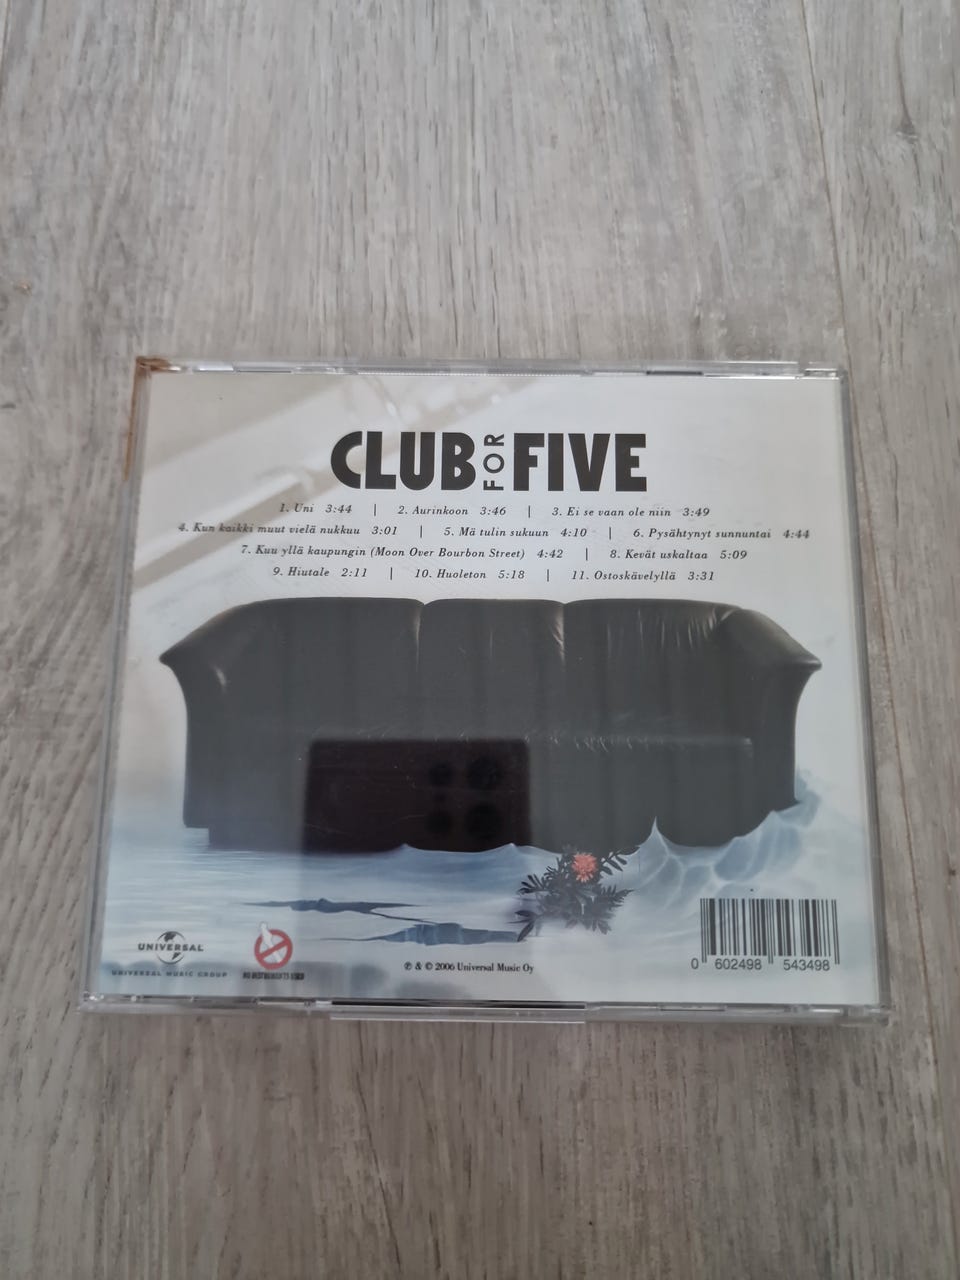 CLUB FOR FIVE
1. Uni 3:44 | 2. Aurinkoon 3:46 | 3. Ei se vaan ole niin 3:49
4. Kun kaikki muut vielä nukkuu 3:01 | 5. Mä tulin sukuun 4:10 | 6. Pysähtynyt sunnuntai 4:44
7. Kuu yllä kaupungin (Moon Over Bourbon Street) 4:42 | 8. Kevät uskaltaa 5:09
9. Hiutale 2:11 | 10. Huoleton 5:18 | 11. Ostoskävelyllä 3:31
UNIVERSAL
UNIVERSAL MUSIC GROUP
NO INSTRUMENTS USED
℗ & © 2006 Universal Music Oy
0 602498 543498